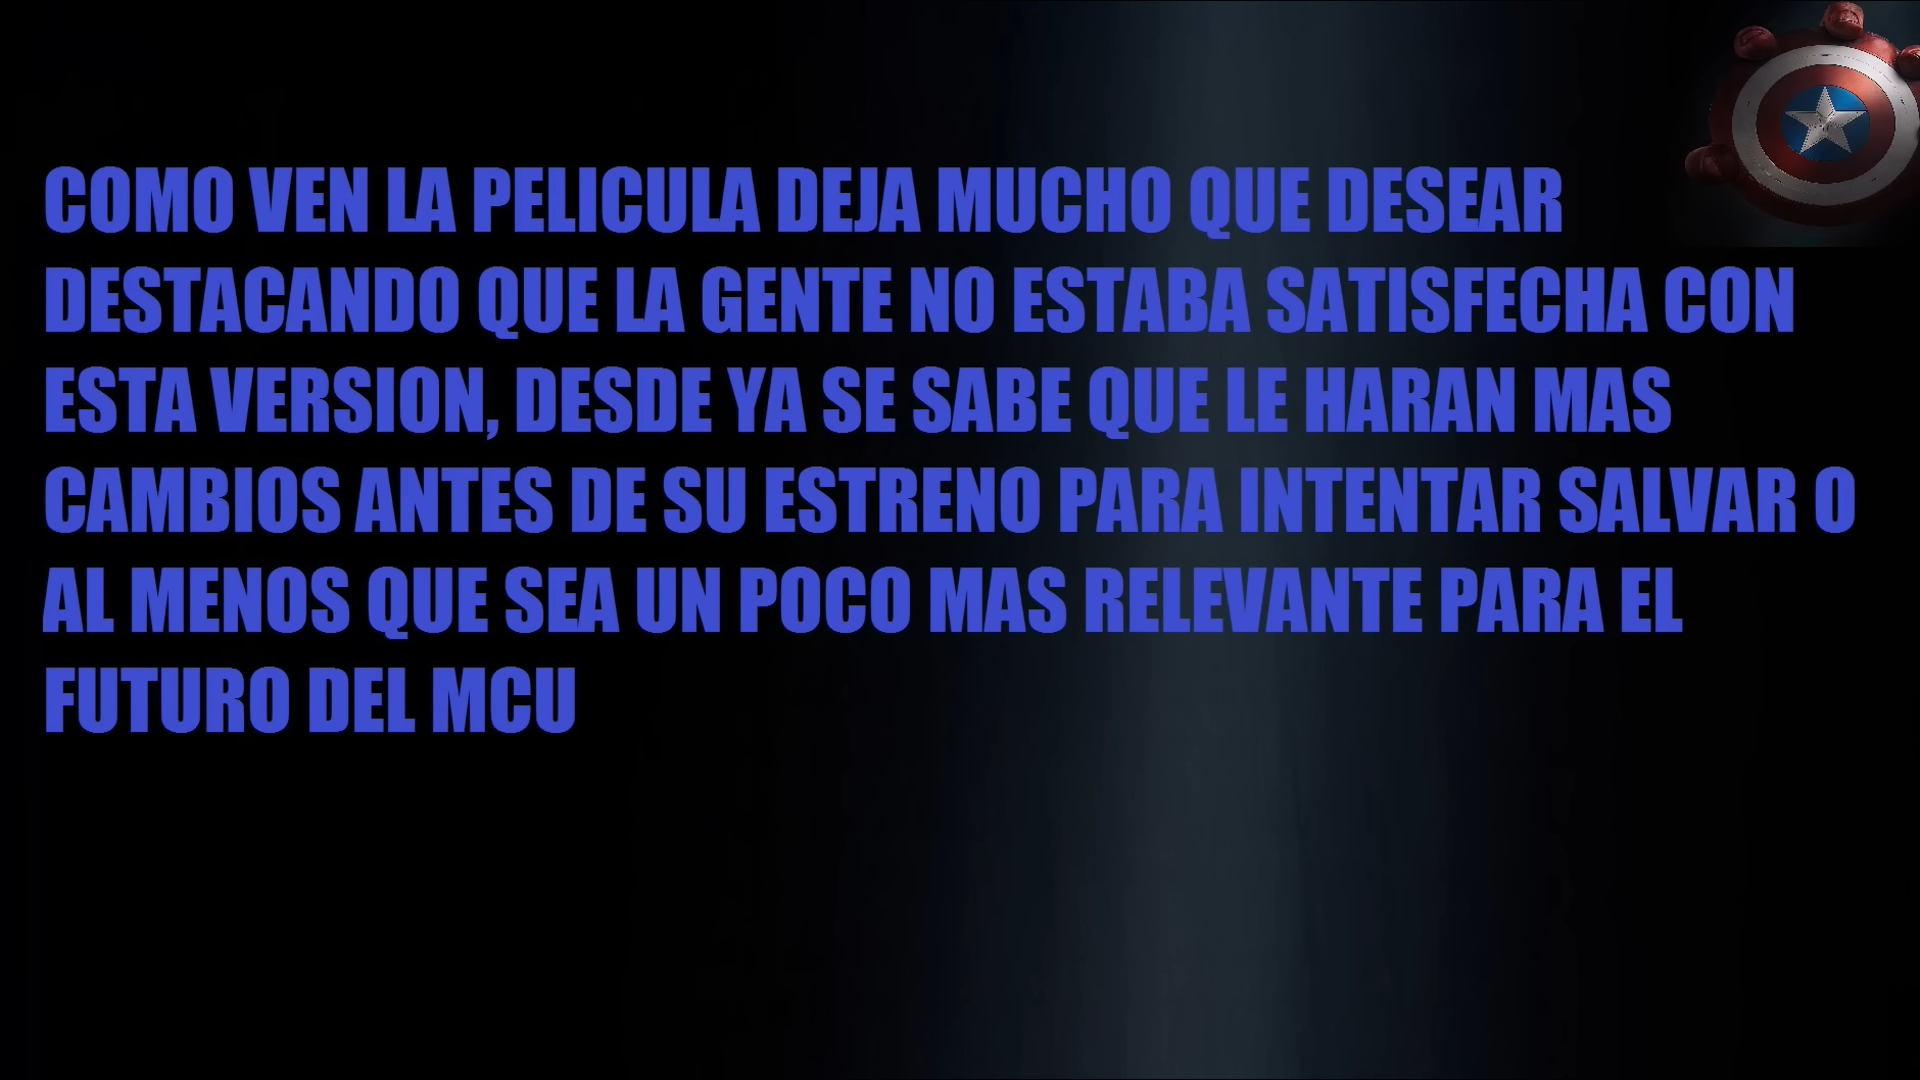 COMO VEN LA PELICULA DEJA MUCHO QUE DESEAR
DESTACANDO QUE LA GENTE NO ESTABA SATISFECHA CON
ESTA VERSION, DESDE YA SE SABE QUE LE HARAN MAS
CAMBIOS ANTES DE SU ESTRENO PARA INTENTAR SALVAR O
AL MENOS QUE SEA UN POCO MAS RELEVANTE PARA EL
FUTURO DEL MCU